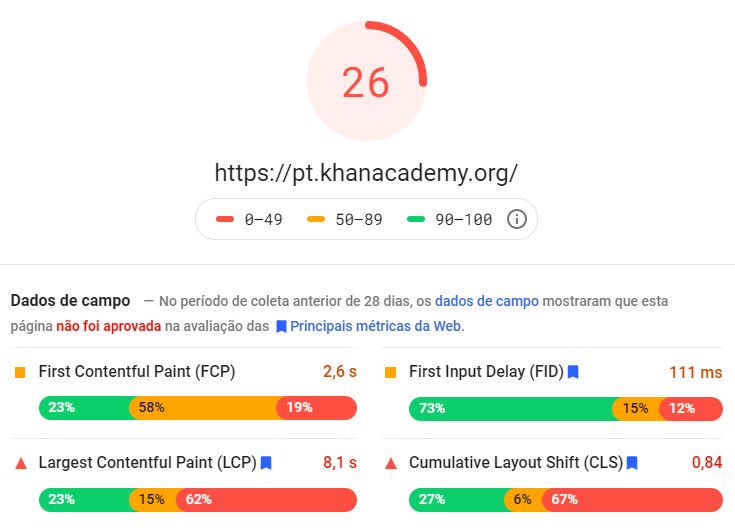 26
https://pt.khanacademy.org/
0–49 50–89 90–100
Dados de campo — No período de coleta anterior de 28 dias, os dados de campo mostraram que esta
página não foi aprovada na avaliação das Principais métricas da Web.
First Contentful Paint (FCP) 2,6 s
23% 58% 19%
First Input Delay (FID) 111 ms
73% 15% 12%
Largest Contentful Paint (LCP) 8,1 s
23% 15% 62%
Cumulative Layout Shift (CLS) 0,84
27% 6% 67%